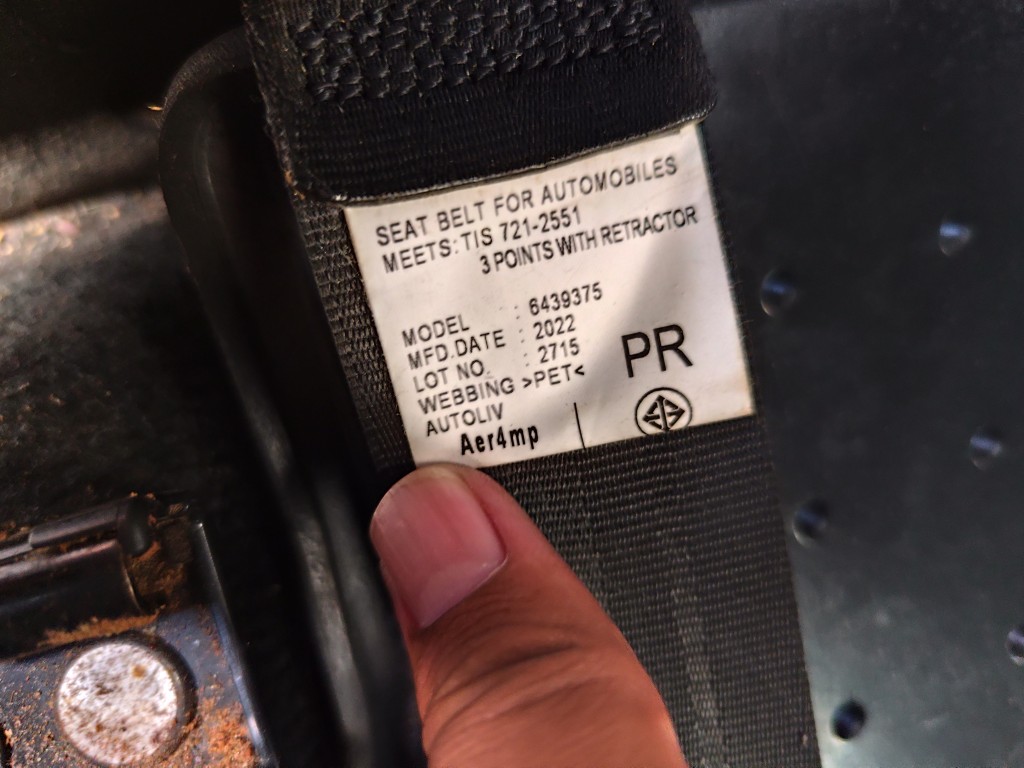 SEAT BELT FOR AUTOMOBILES
MEETS: TIS 721-2551
3 POINTS WITH RETRACTOR
MODEL : 6439375
MFD.DATE : 2022
LOT NO. : 2715
WEBBING >PET<
AUTOLIV
PR
Aer4mp